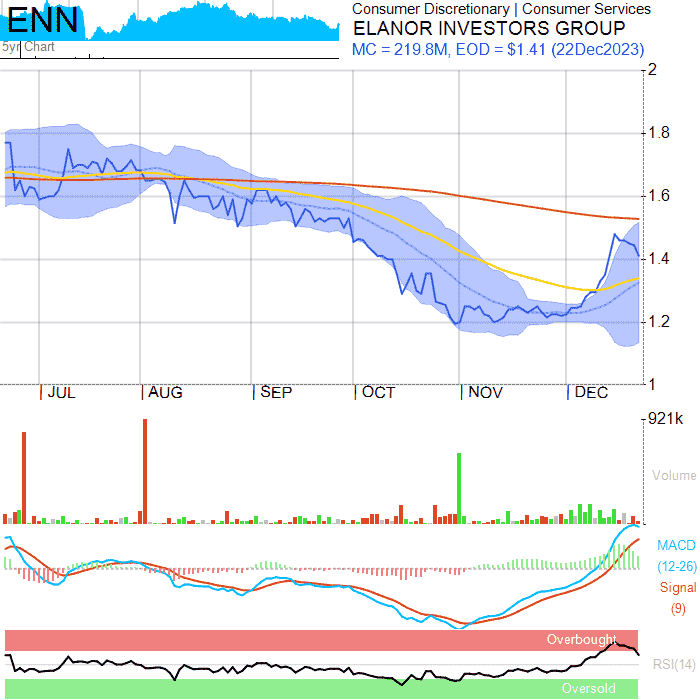 ENN
5yr Chart
Consumer Discretionary | Consumer Services
ELANOR INVESTORS GROUP
MC = 219.8M, EOD = $1.41 (22Dec2023)
2
1.8
1.6
1.4
1.2
1
JUL
AUG
SEP
OCT
NOV
DEC
921k
Volume
MACD
(12-26)
Signal
(9)
Overbought
RSI(14)
Oversold